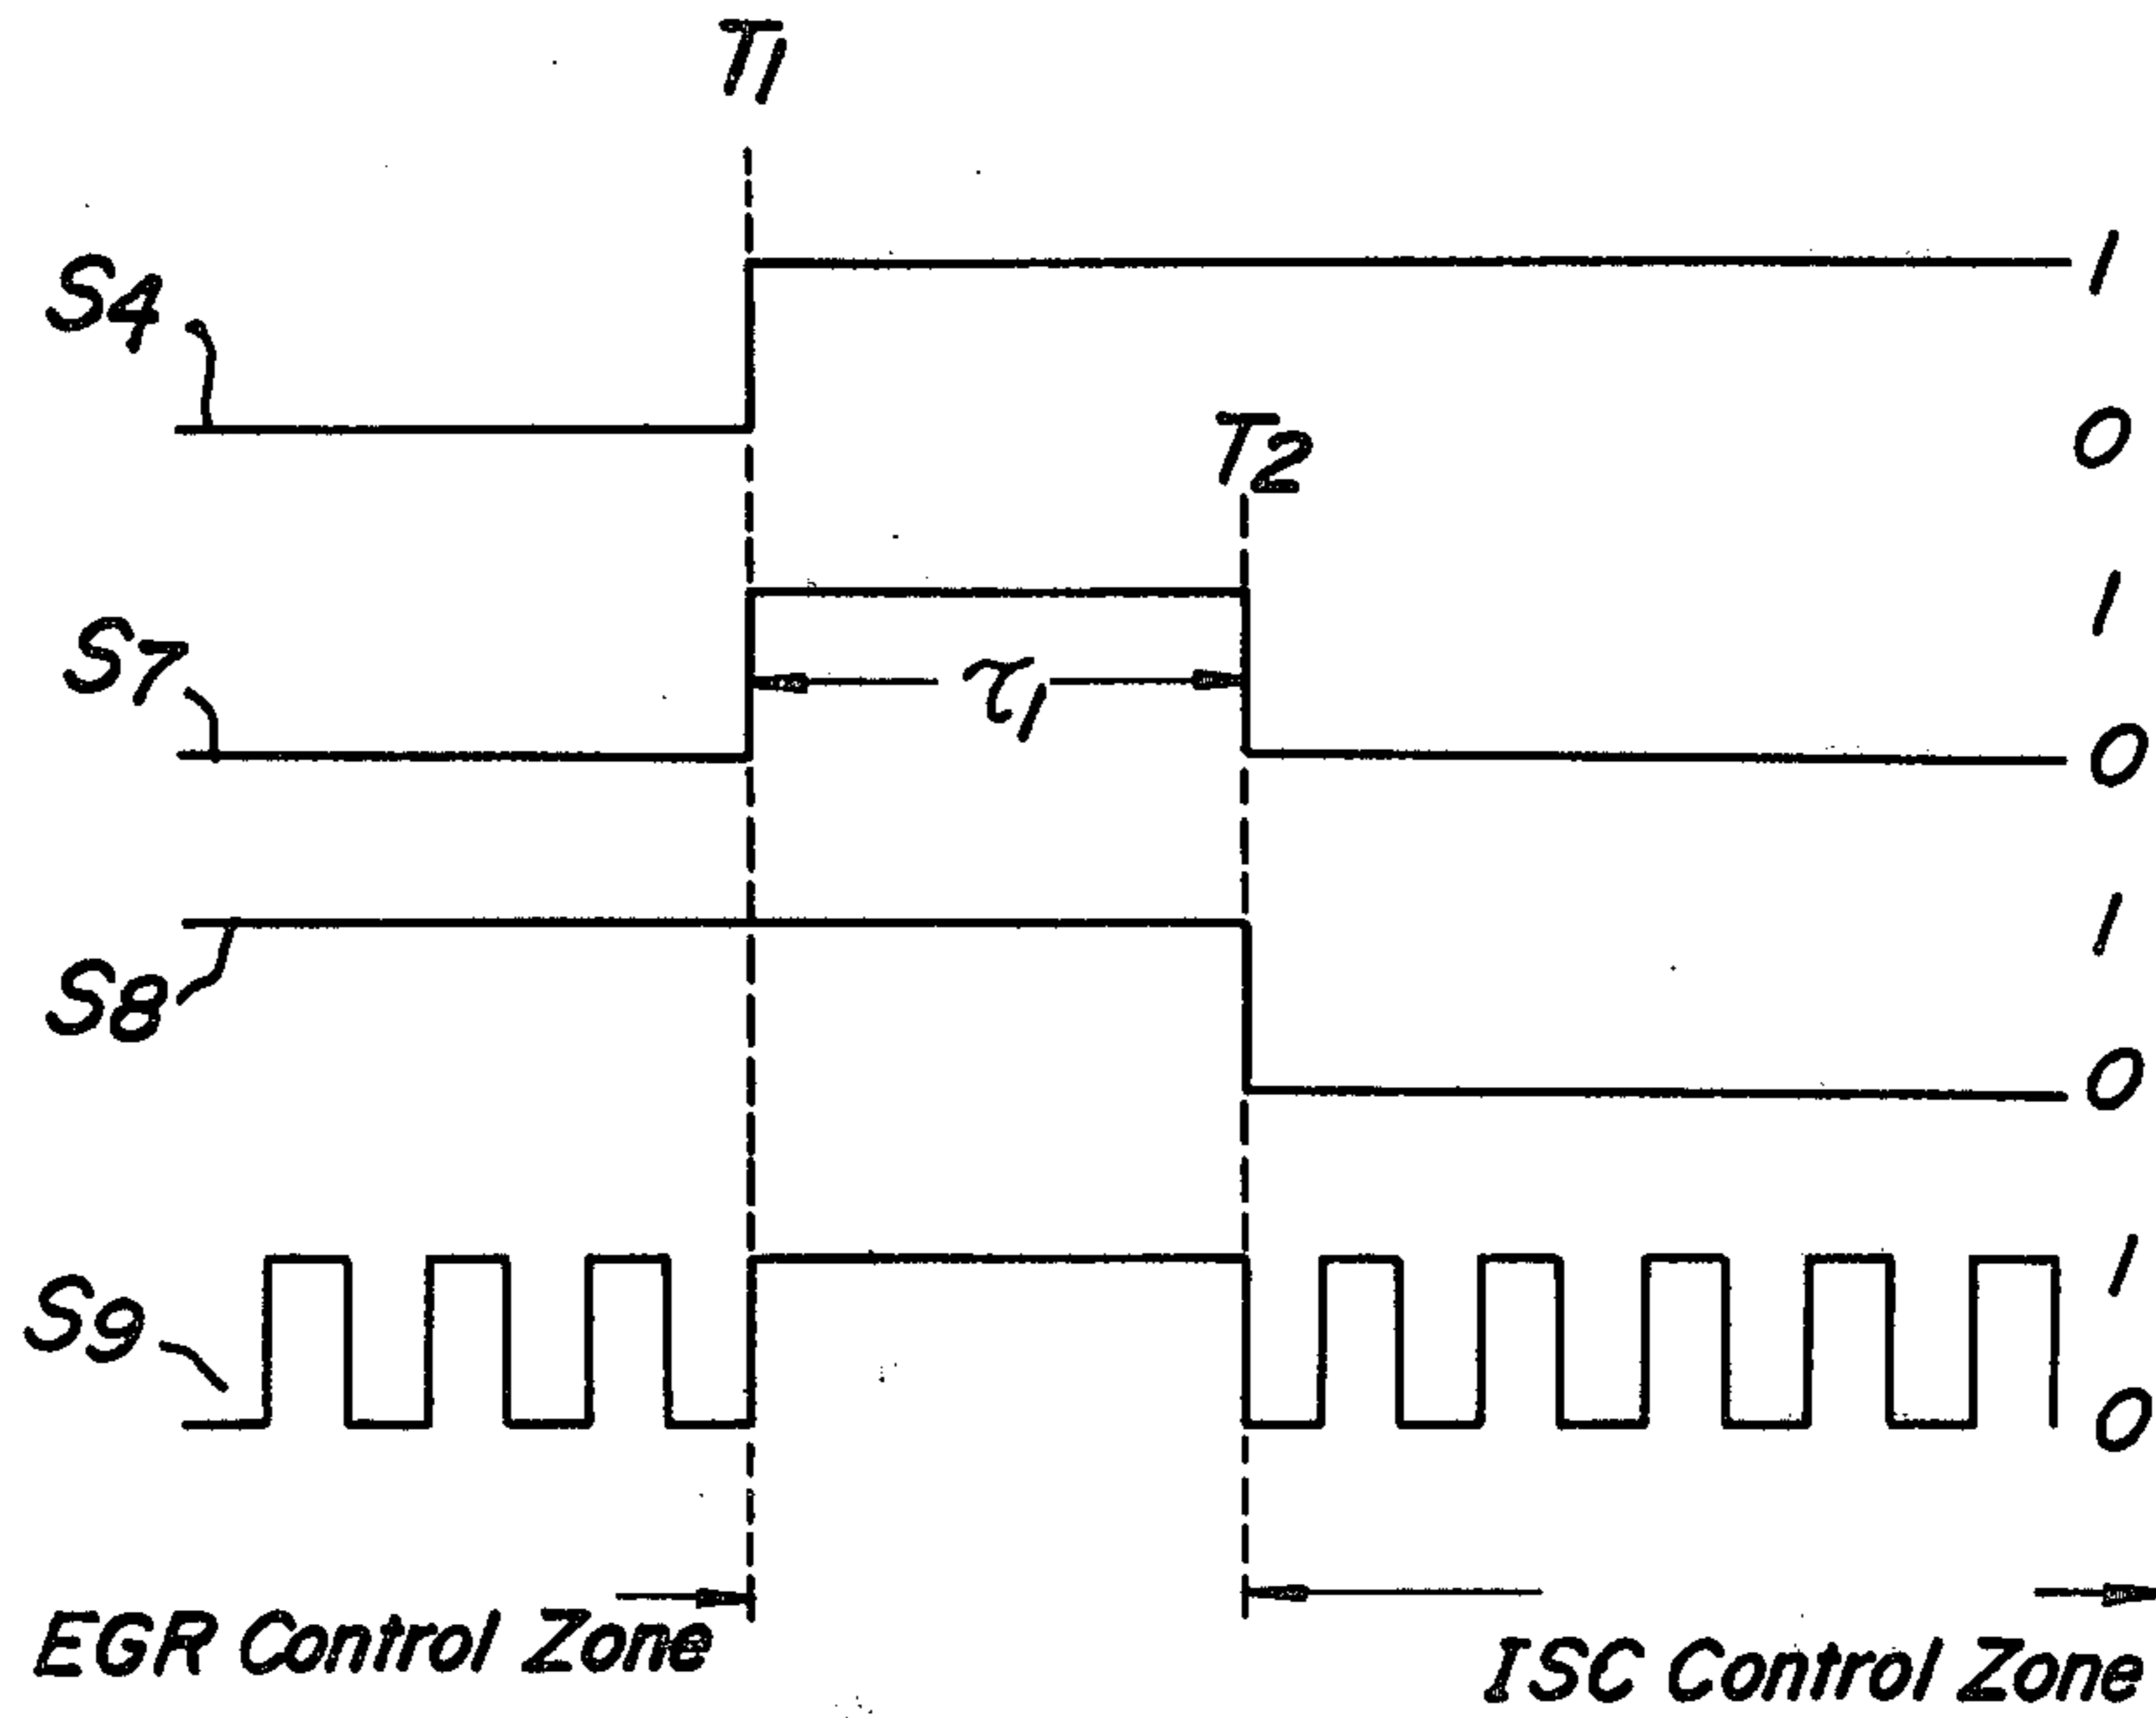 T1
S4
1
0
T2
S7
τ1
1
0
S8
1
0
S9
1
0
EGR Control Zone
ISC Control Zone